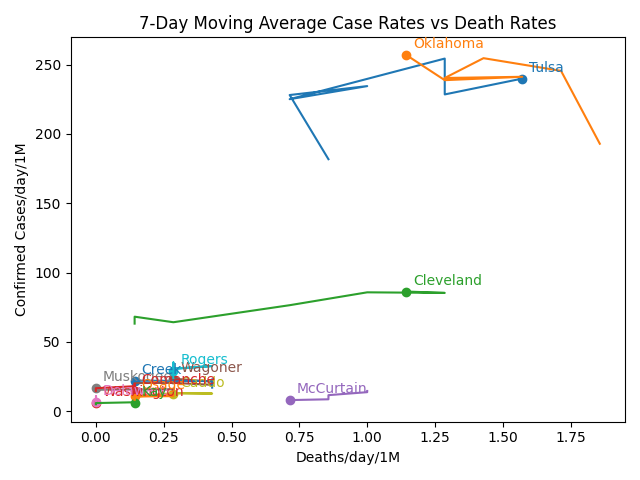 7-Day Moving Average Case Rates vs Death Rates
Oklahoma
Tulsa
Cleveland
Rogers
Wagoner
Creek
Comanche
Muskogee
McCurtain
Washington
250
200
150
100
50
0
Confirmed Cases/day/1M
0.00
0.25
0.50
0.75
1.00
1.25
1.50
1.75
Deaths/day/1M